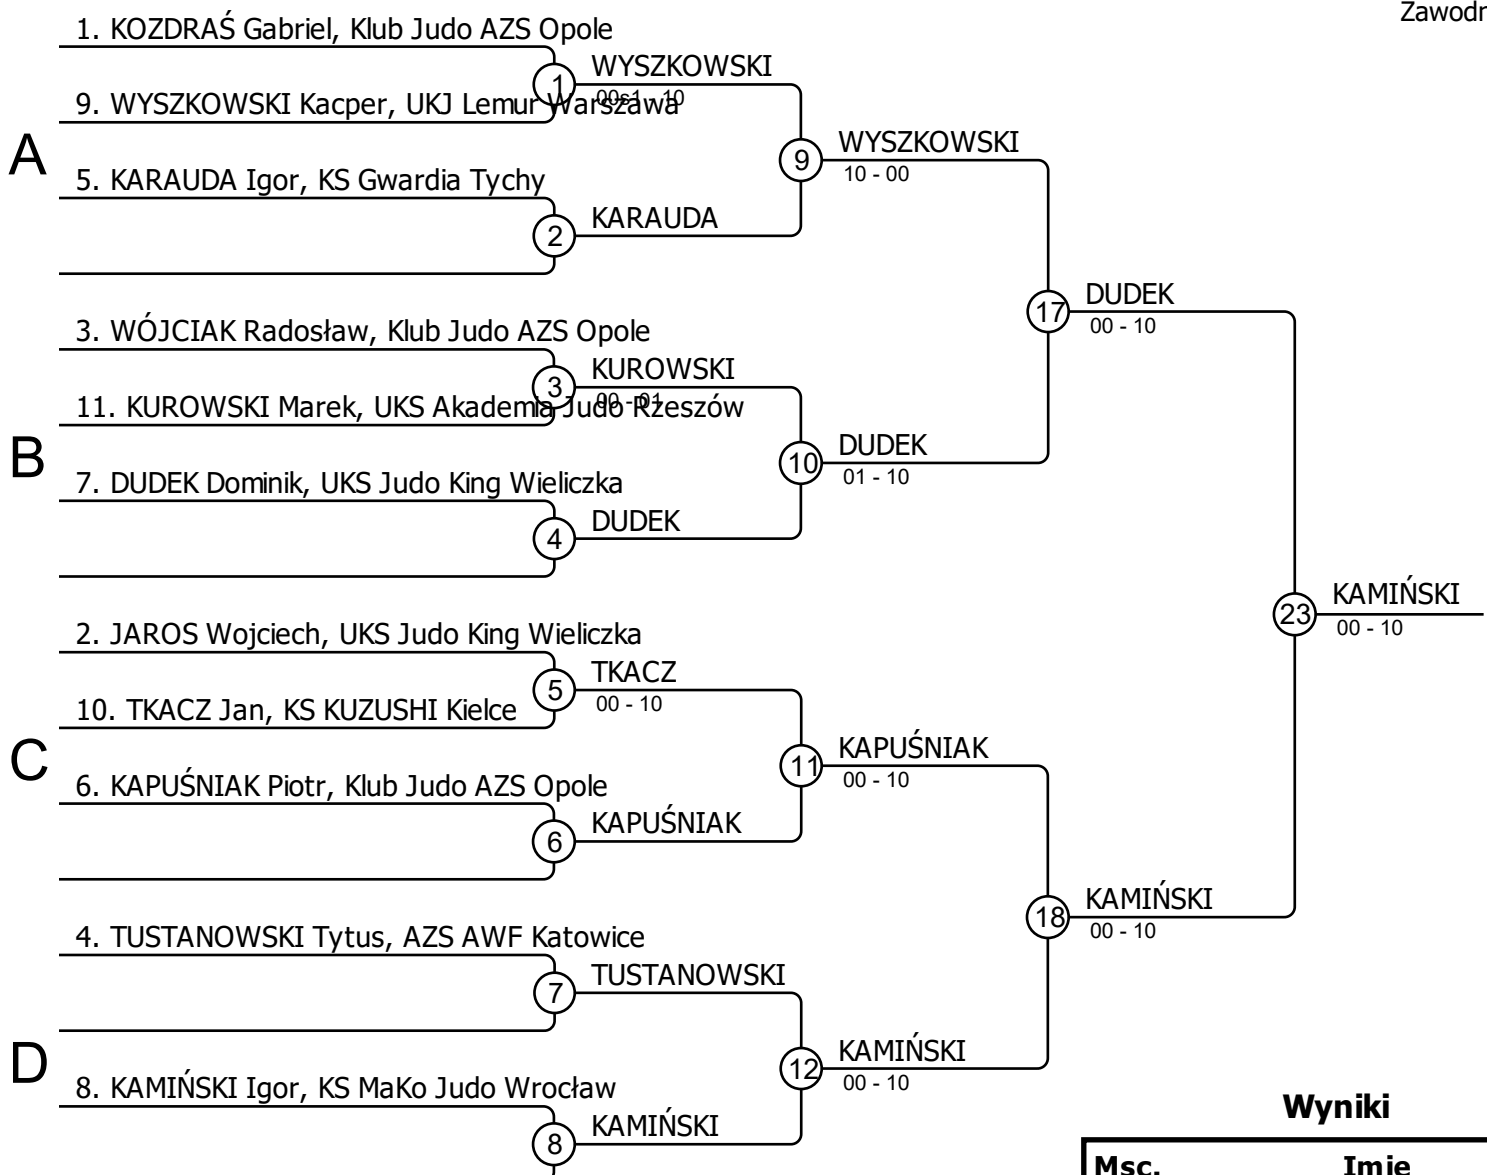 Zawodr
1. KOZDRAŚ Gabriel, Klub Judo AZS Opole
1
WYSZKOWSKI
00s1 - 10
9. WYSZKOWSKI Kacper, UKJ Lemur Warszawa
A
9
WYSZKOWSKI
10 - 00
5. KARAUDA Igor, KS Gwardia Tychy
2
KARAUDA
17
DUDEK
00 - 10
3. WÓJCIAK Radosław, Klub Judo AZS Opole
3
KUROWSKI
00 - 01
11. KUROWSKI Marek, UKS Akademia Judo Rzeszów
B
10
DUDEK
01 - 10
7. DUDEK Dominik, UKS Judo King Wieliczka
4
DUDEK
23
KAMIŃSKI
00 - 10
2. JAROS Wojciech, UKS Judo King Wieliczka
5
TKACZ
00 - 10
10. TKACZ Jan, KS KUZUSHI Kielce
C
11
KAPUŚNIAK
00 - 10
6. KAPUŚNIAK Piotr, Klub Judo AZS Opole
6
KAPUŚNIAK
18
KAMIŃSKI
00 - 10
4. TUSTANOWSKI Tytus, AZS AWF Katowice
7
TUSTANOWSKI
D
12
KAMIŃSKI
00 - 10
8. KAMIŃSKI Igor, KS MaKo Judo Wrocław
8
KAMIŃSKI
Wyniki
Msc. Imię